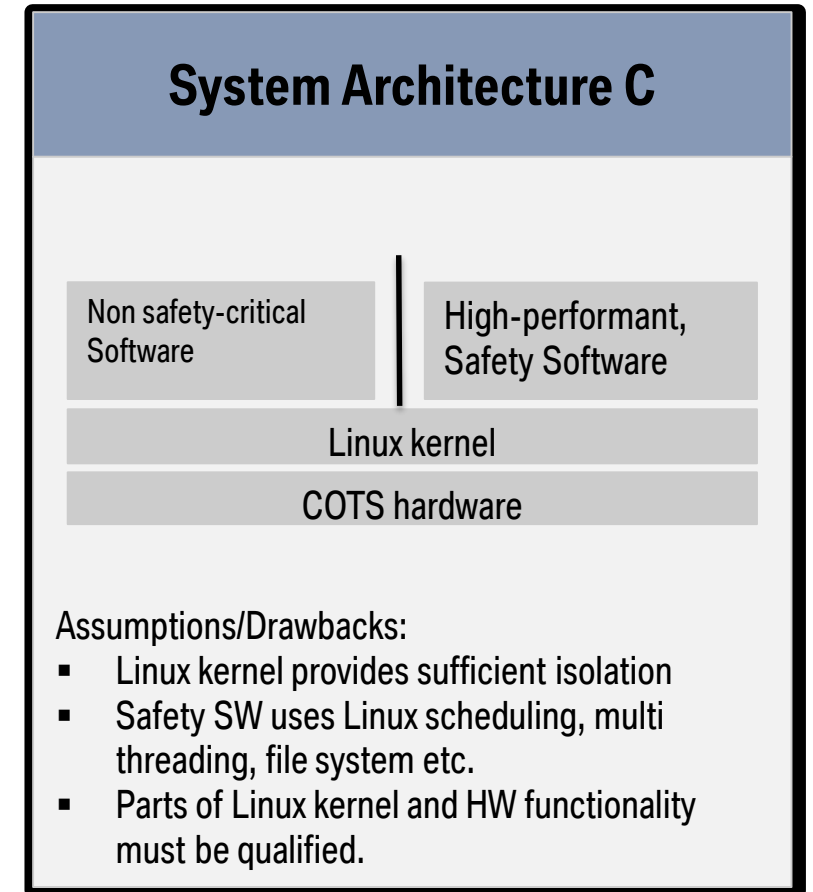 System Architecture C
Non safety-critical
Software
High-performant,
Safety Software
Linux kernel
COTS hardware
Assumptions/Drawbacks:
▪ Linux kernel provides sufficient isolation
▪ Safety SW uses Linux scheduling, multi
threading, file system etc.
▪ Parts of Linux kernel and HW functionality
must be qualified.